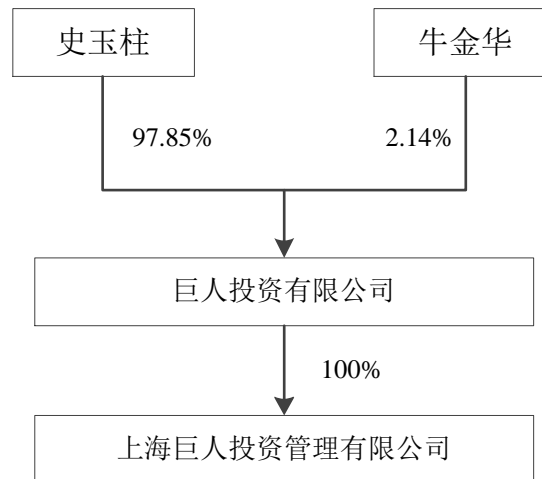 史玉柱
牛金华
97.85%
2.14%
巨人投资有限公司
100%
上海巨人投资管理有限公司